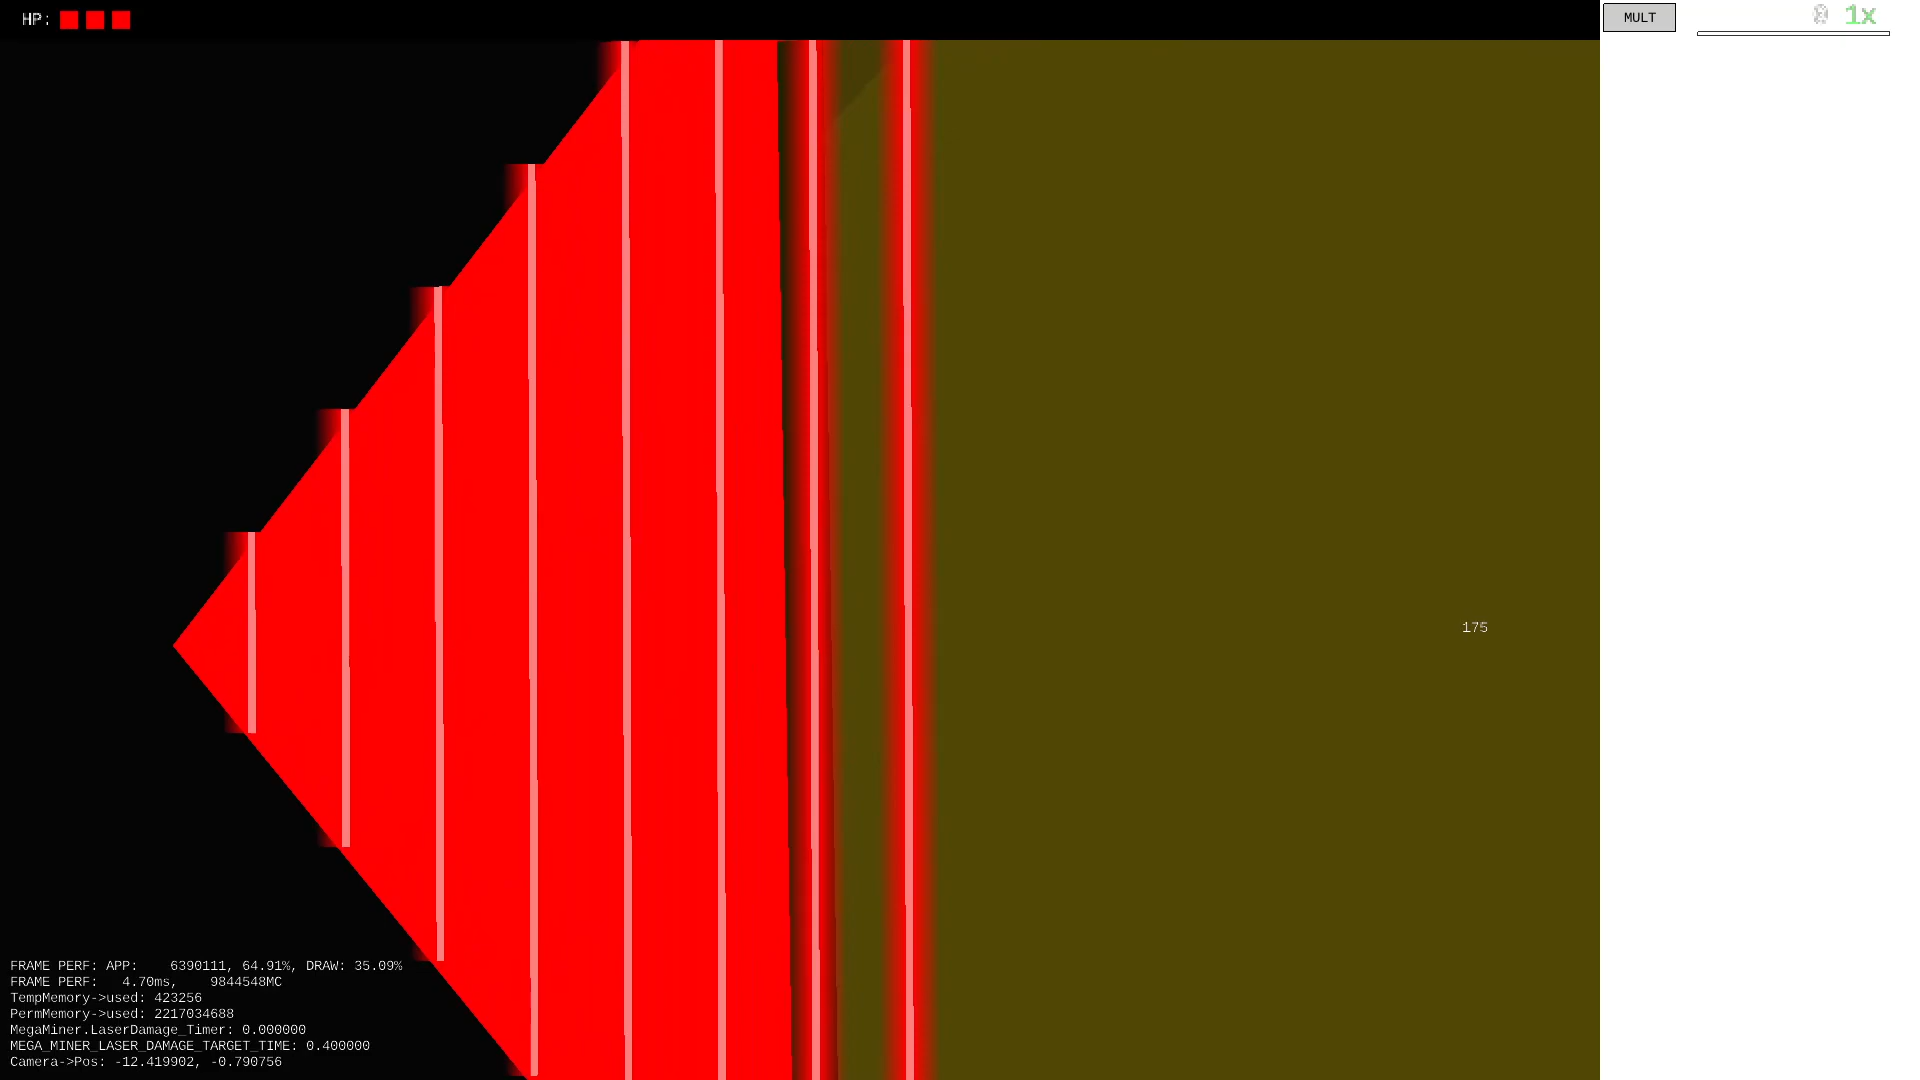 HP:
MULT
1x
175
FRAME PERF: APP:    6390111, 64.91%, DRAW: 35.09%
FRAME PERF:   4.70ms,    9844548MC
TempMemory->used: 423256
PermMemory->used: 2217034688
MegaMiner.LaserDamage_Timer: 0.000000
MEGA_MINER_LASER_DAMAGE_TARGET_TIME: 0.400000
Camera->Pos: -12.419902, -0.790756